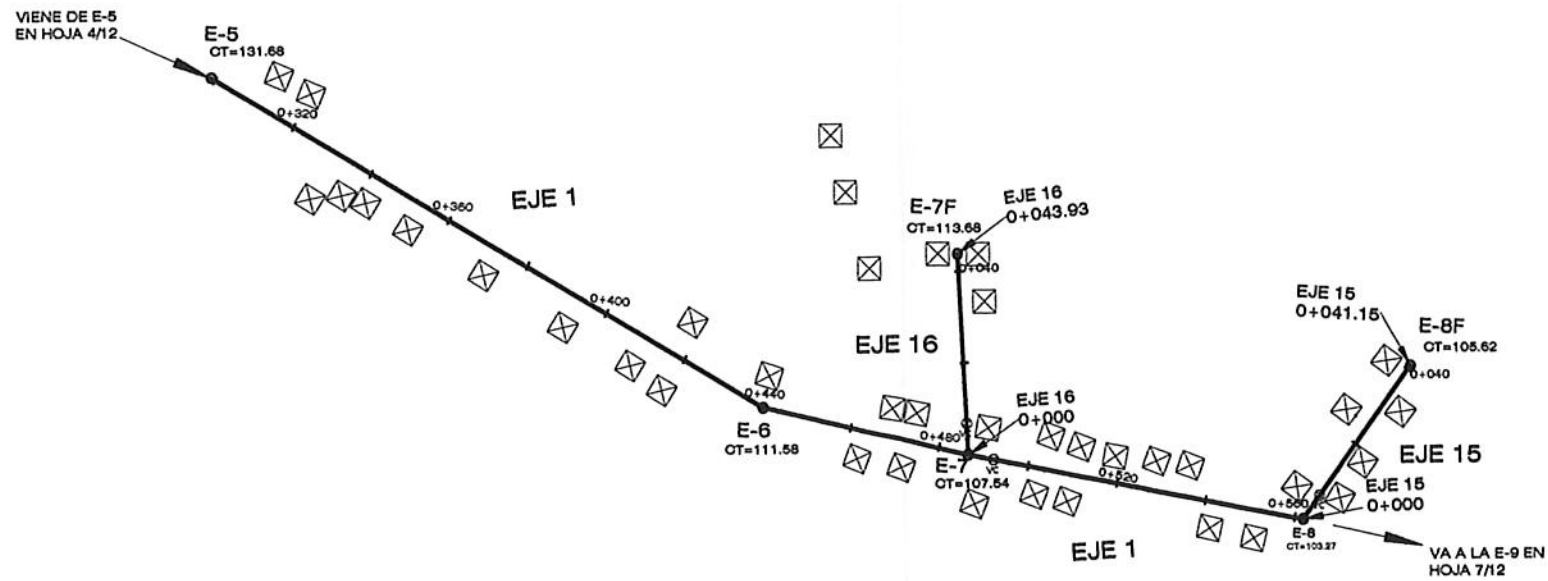 VIENE DE E-5
EN HOJA 4/12
E-5
CT=131.68
0+320
0+360
EJE 1
0+400
0+440
E-6
CT=111.58
E-7F
CT=113.68
EJE 16
0+043.93
0+040
EJE 16
EJE 16
0+000
0+480
E-7
CT=107.54
VC
0+520
EJE 1
EJE 15
0+041.15
E-8F
CT=105.62
0+040
EJE 15
EJE 15
0+000
0+560
E-8
CT=103.27
VA A LA E-9 EN
HOJA 7/12